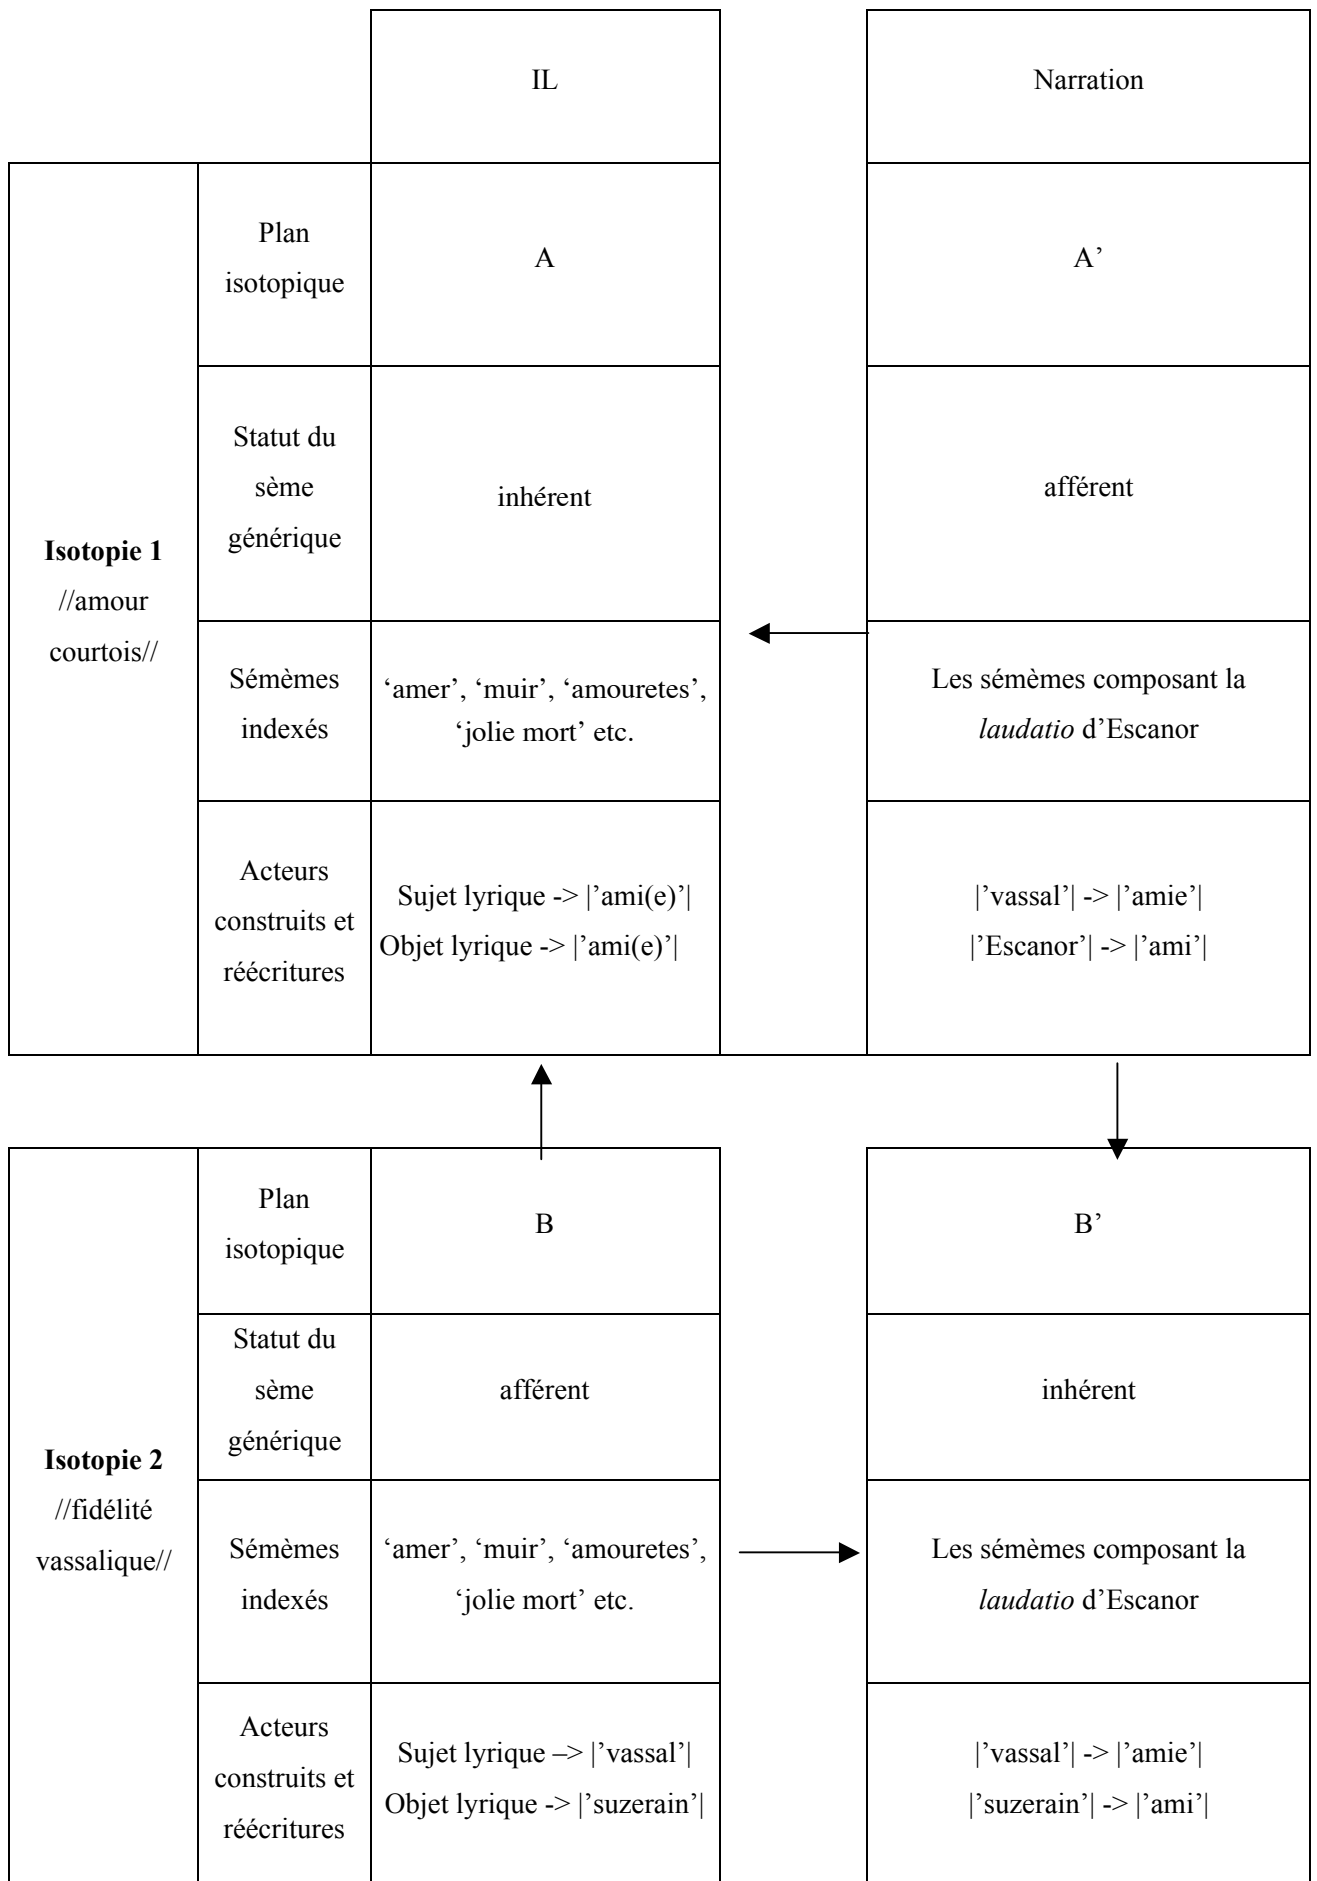 IL
Narration
Isotopie 1
//amour
courtois//
Plan
isotopique
A
A’
Statut du
sème
générique
inhérent
afférent
Sémèmes
indexés
‘amer’, ‘muir’, ‘amouretes’,
‘jolie mort’ etc.
Les sémèmes composant la
laudatio d’Escanor
Acteurs
construits et
réécritures
Sujet lyrique -> |’ami(e)’|
Objet lyrique -> |’ami(e)’|
|’vassal’| -> |’amie’|
|’Escanor’| -> |’ami’|
Isotopie 2
//fidélité
vassalique//
Plan
isotopique
B
B’
Statut du
sème
générique
afférent
inhérent
Sémèmes
indexés
‘amer’, ‘muir’, ‘amouretes’,
‘jolie mort’ etc.
Les sémèmes composant la
laudatio d’Escanor
Acteurs
construits et
réécritures
Sujet lyrique –> |’vassal’|
Objet lyrique -> |’suzerain’|
|’vassal’| -> |’amie’|
|’suzerain’| -> |’ami’|